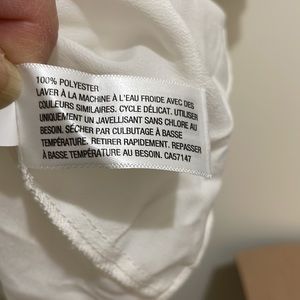 100% POLYESTER
LAVER À LA MACHINE À L'EAU FROIDE AVEC DES
COULEURS SIMILAIRES. CYCLE DÉLICAT. UTILISER
UNIQUEMENT UN JAVELLISANT SANS CHLORE AU
BESOIN. SÉCHER PAR CULBUTAGE À BASSE
TEMPÉRATURE. RETIRER RAPIDEMENT. REPASSER
À BASSE TEMPÉRATURE AU BESOIN. CA57147